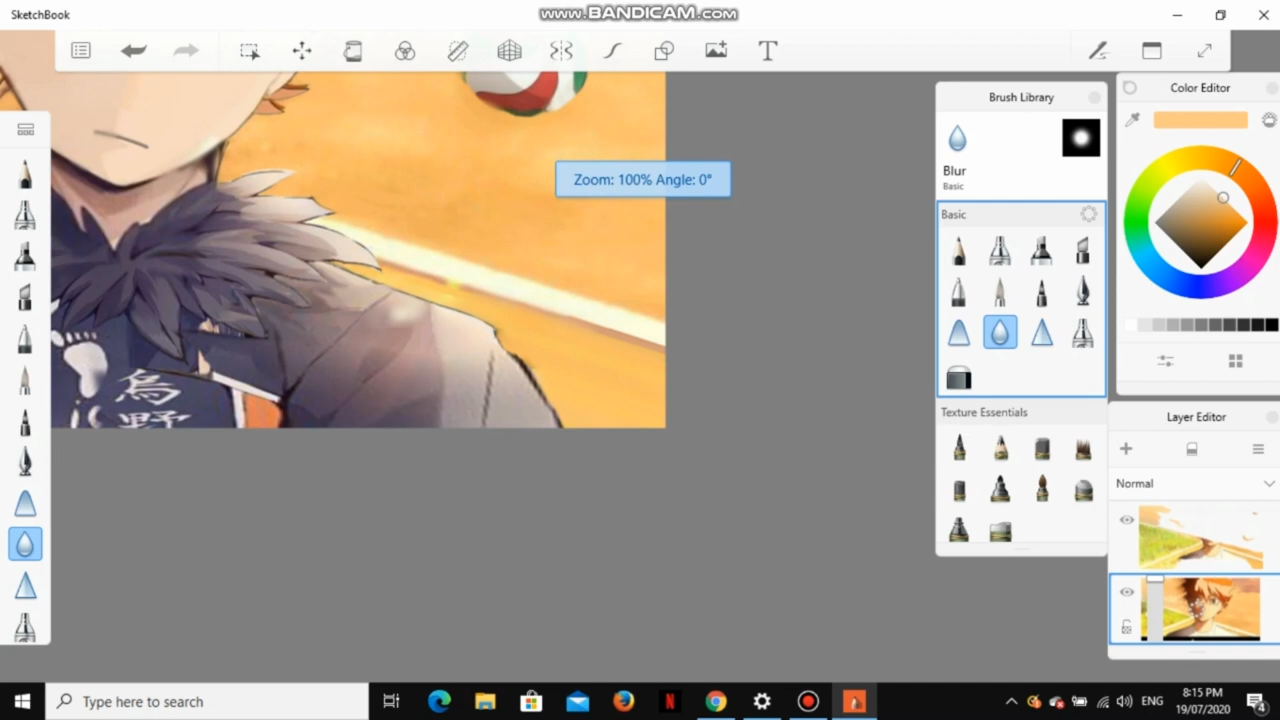 SketchBook
www.BANDICAM.com
Zoom: 100% Angle: 0°
烏
野
Brush Library
Blur
Basic
Basic
Texture Essentials
Color Editor
Layer Editor
Normal
Type here to search
ENG
8:15 PM
19/07/2020
4